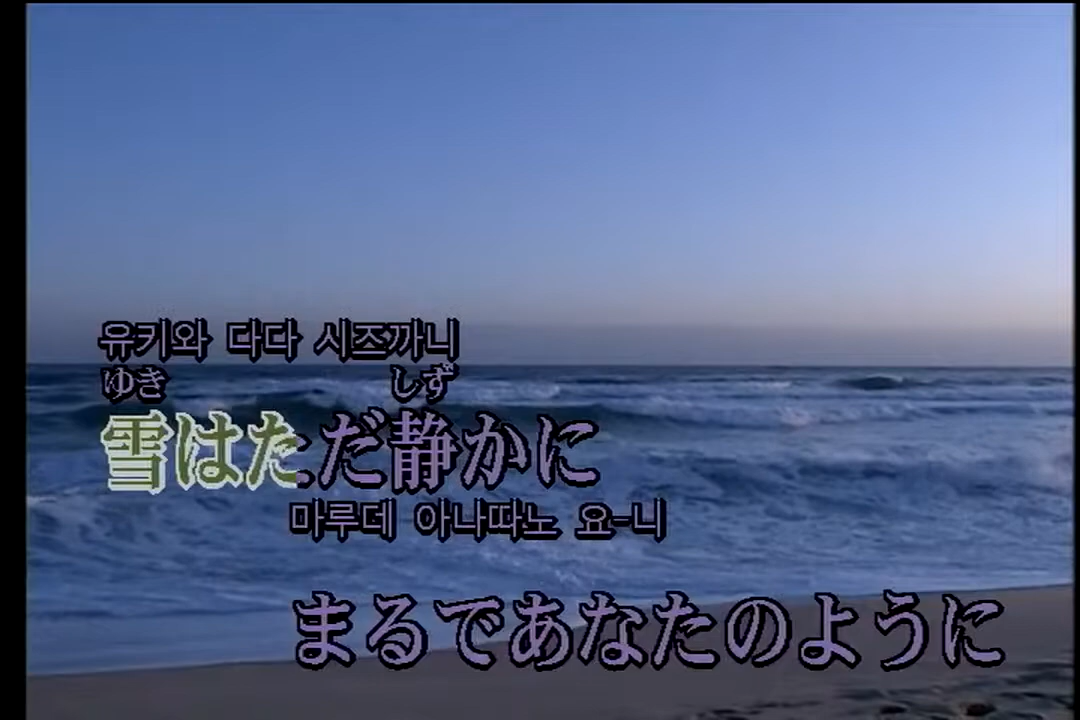 유키와 다다 시즈까니
ゆき しず
雪はただ静かに
마루데 아나따노 요-니
まるであなたのように